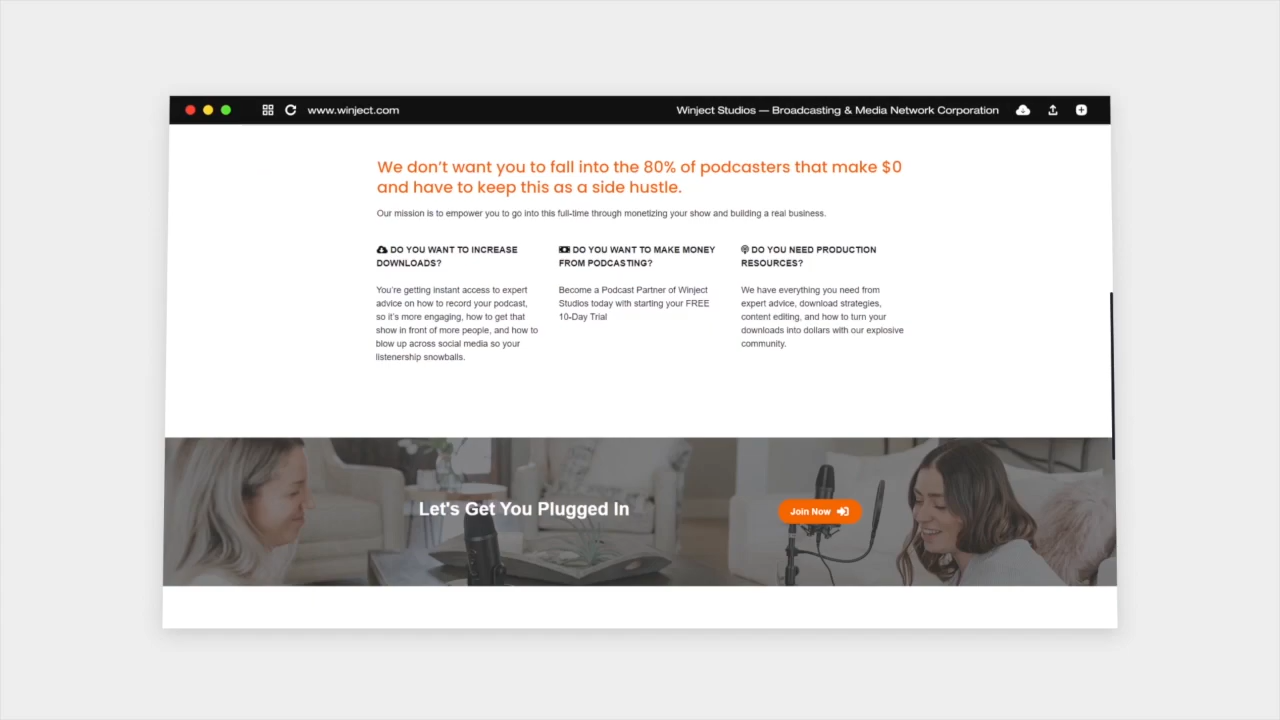 www.winject.com
Winject Studios — Broadcasting & Media Network Corporation
We don’t want you to fall into the 80% of podcasters that make $0
and have to keep this as a side hustle.
Our mission is to empower you to go into this full-time through monetizing your show and building a real business.
DO YOU WANT TO INCREASE
DOWNLOADS?
You’re getting instant access to expert
advice on how to record your podcast,
so it’s more engaging, how to get that
show in front of more people, and how to
blow up across social media so your
listenership snowballs.
DO YOU WANT TO MAKE MONEY
FROM PODCASTING?
Become a Podcast Partner of Winject
Studios today with starting your FREE
10-Day Trial
DO YOU NEED PRODUCTION
RESOURCES?
We have everything you need from
expert advice, download strategies,
content editing, and how to turn your
downloads into dollars with our explosive
community.
Let's Get You Plugged In
Join Now